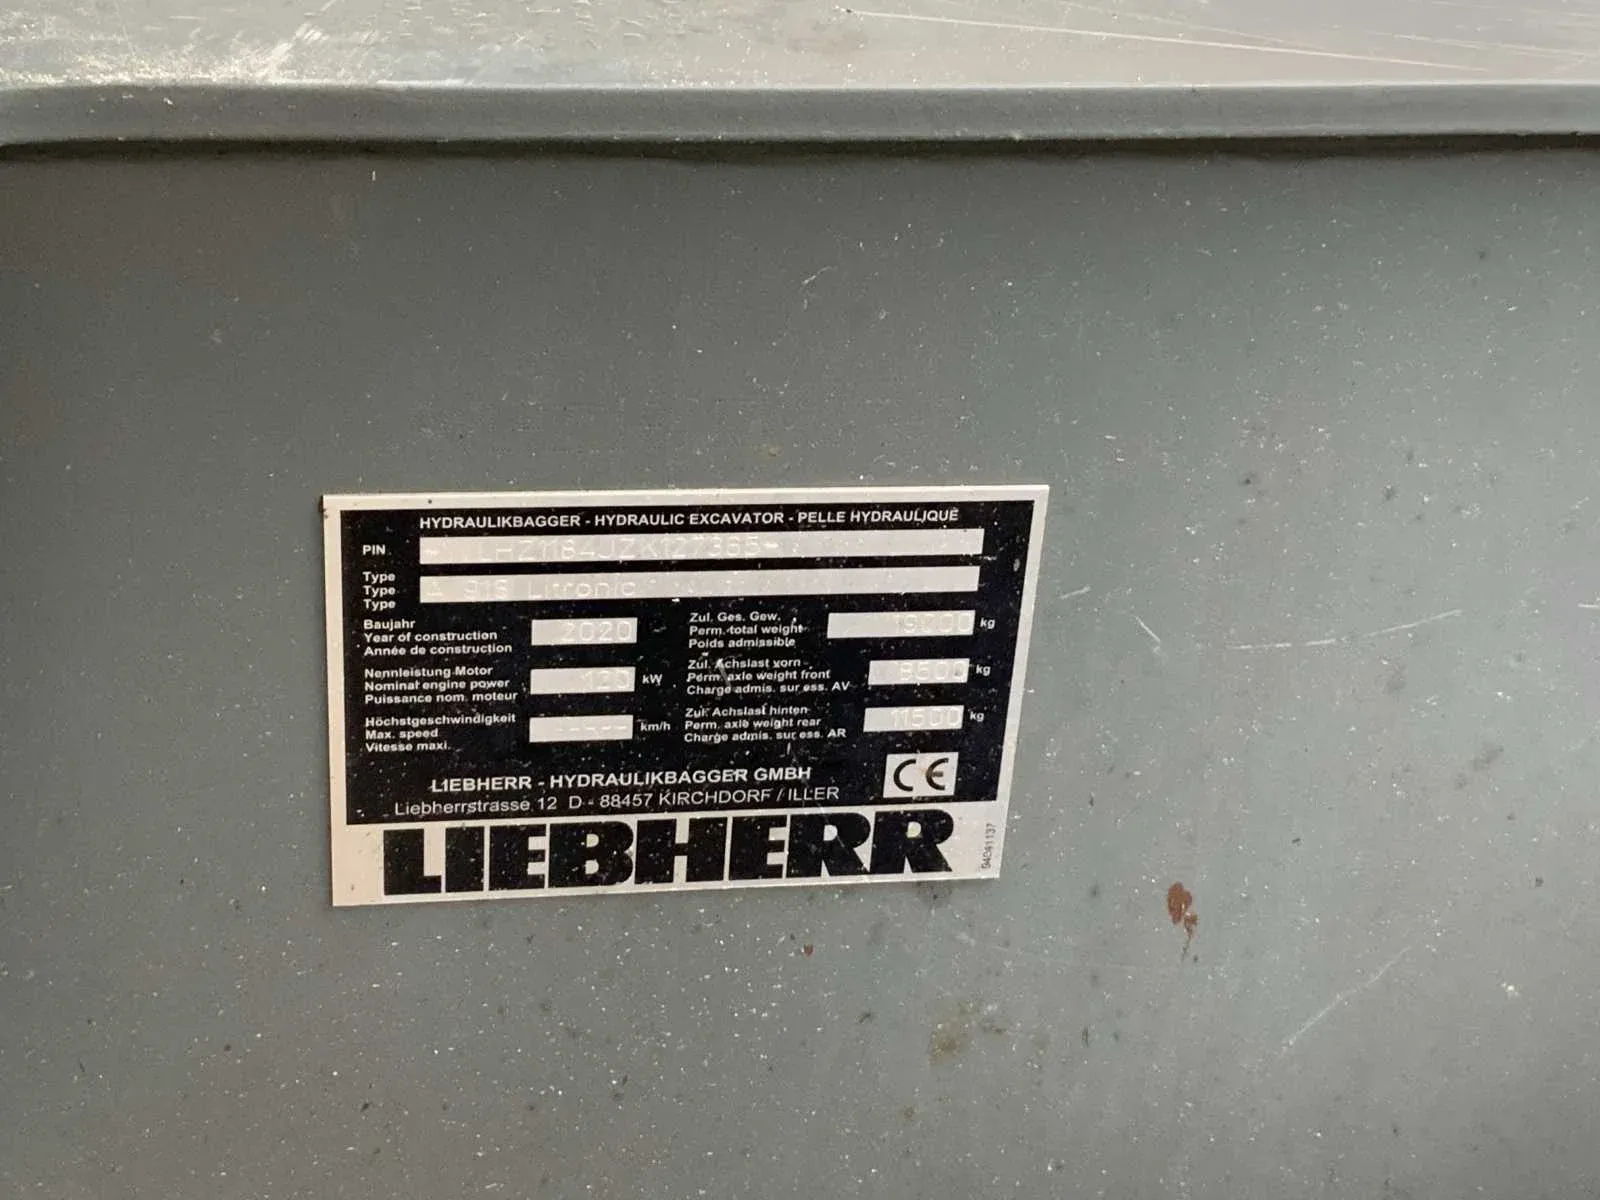 HYDRAULIKBAGGER - HYDRAULIC EXCAVATOR - PELLE HYDRAULIQUE
PIN
Type
Type
Type
Litronic
Baujahr
Year of construction
Année de construction
2020
Zul. Ges. Gew.
Perm. total weight
Poids admissible
kg
Nennleistung Motor
Nominal engine power
Puissance nom. moteur
kW
Zul. Achslast vorn
Perm. axle weight front
Charge admis. sur ess. AV
kg
Höchstgeschwindigkeit
Max. speed
Vitesse maxi.
-----
km/h
Zul. Achslast hinten
Perm. axle weight rear
Charge admis. sur ess. AR
11500 kg
LIEBHERR - HYDRAULIKBAGGER GMBH
Liebherrstrasse 12 D - 88457 KIRCHDORF / ILLER
CE
LIEBHERR